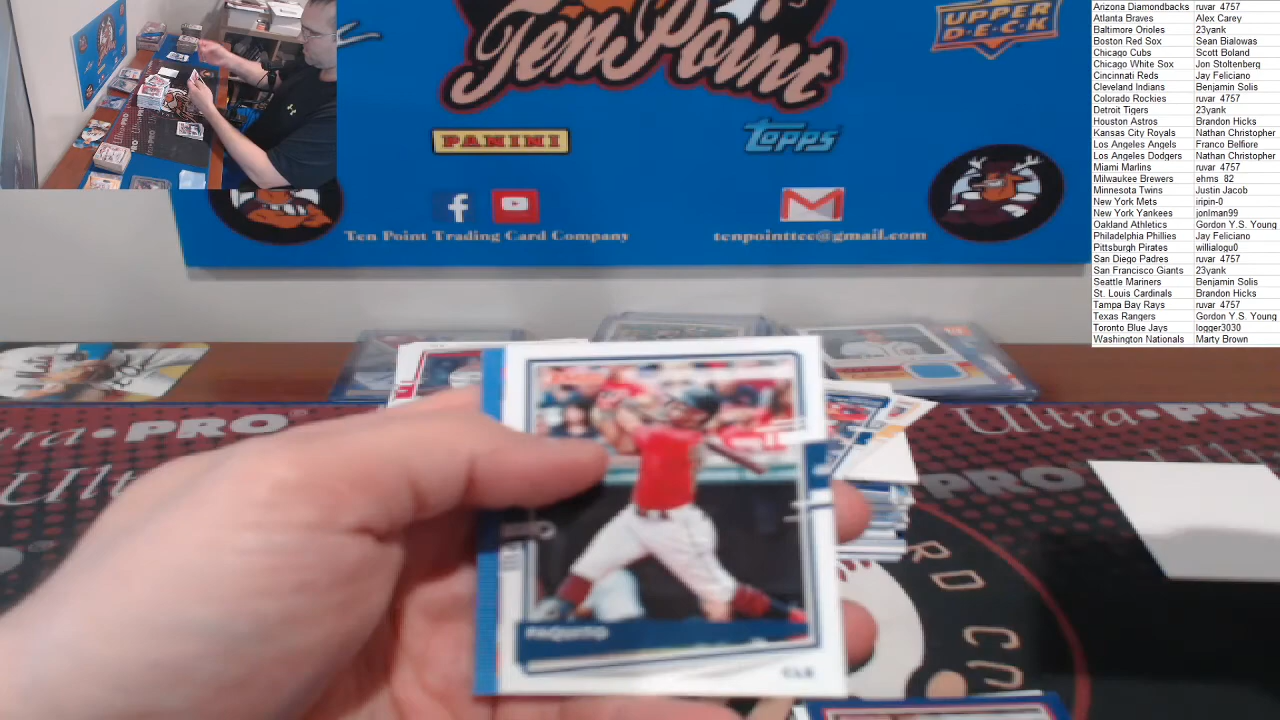 Ten Point
UPPER
D·E·C·K
PANINI
topps
Ten Point Trading Card Company
tenpointtcc@gmail.com
Arizona Diamondbacks ruvar 4757
Atlanta Braves Alex Carey
Baltimore Orioles 23yank
Boston Red Sox Sean Bialowas
Chicago Cubs Scott Boland
Chicago White Sox Jon Stoltenberg
Cincinnati Reds Jay Feliciano
Cleveland Indians Benjamin Solis
Colorado Rockies ruvar 4757
Detroit Tigers 23yank
Houston Astros Brandon Hicks
Kansas City Royals Nathan Christopher
Los Angeles Angels Franco Belfiore
Los Angeles Dodgers Nathan Christopher
Miami Marlins ruvar 4757
Milwaukee Brewers ehms 82
Minnesota Twins Justin Jacob
New York Mets iripin-0
New York Yankees jonlman99
Oakland Athletics Gordon Y.S. Young
Philadelphia Phillies Jay Feliciano
Pittsburgh Pirates willialogu0
San Diego Padres ruvar 4757
San Francisco Giants 23yank
Seattle Mariners Benjamin Solis
St. Louis Cardinals Brandon Hicks
Tampa Bay Rays ruvar 4757
Texas Rangers Gordon Y.S. Young
Toronto Blue Jays logger3030
Washington Nationals Marty Brown
tra·PRO
Ultra·PRO
Ultra
PRO
RD C
PAQUITO
CLE